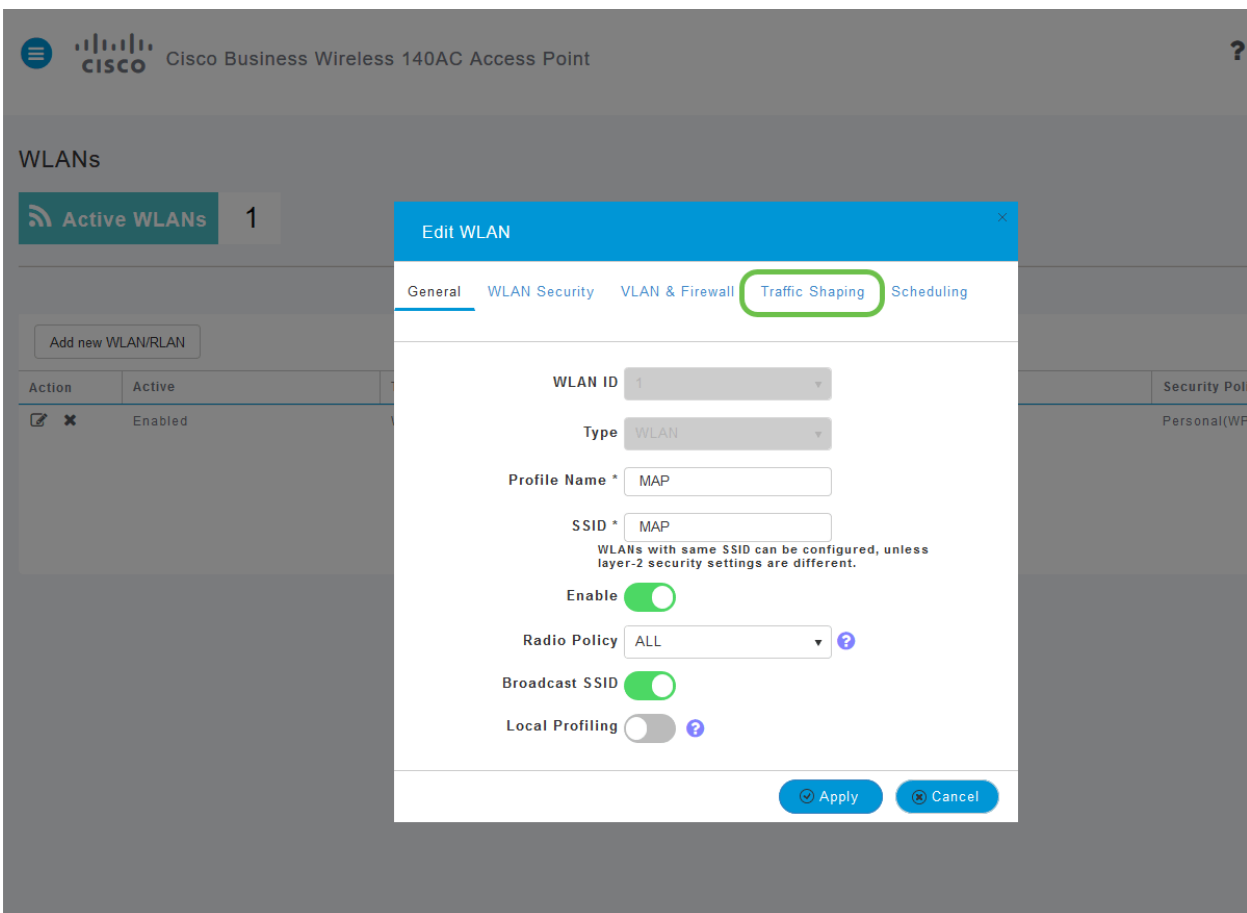 CISCO Cisco Business Wireless 140AC Access Point ?
WLANs
Active WLANs 1
Edit WLAN ×
General WLAN Security VLAN & Firewall Traffic Shaping Scheduling
Add new WLAN/RLAN
Action Active Security Pol
Enabled Personal(WP
WLAN ID 1
Type WLAN
Profile Name * MAP
SSID * MAP
WLANs with same SSID can be configured, unless
layer-2 security settings are different.
Enable
Radio Policy ALL ?
Broadcast SSID
Local Profiling ?
Apply Cancel